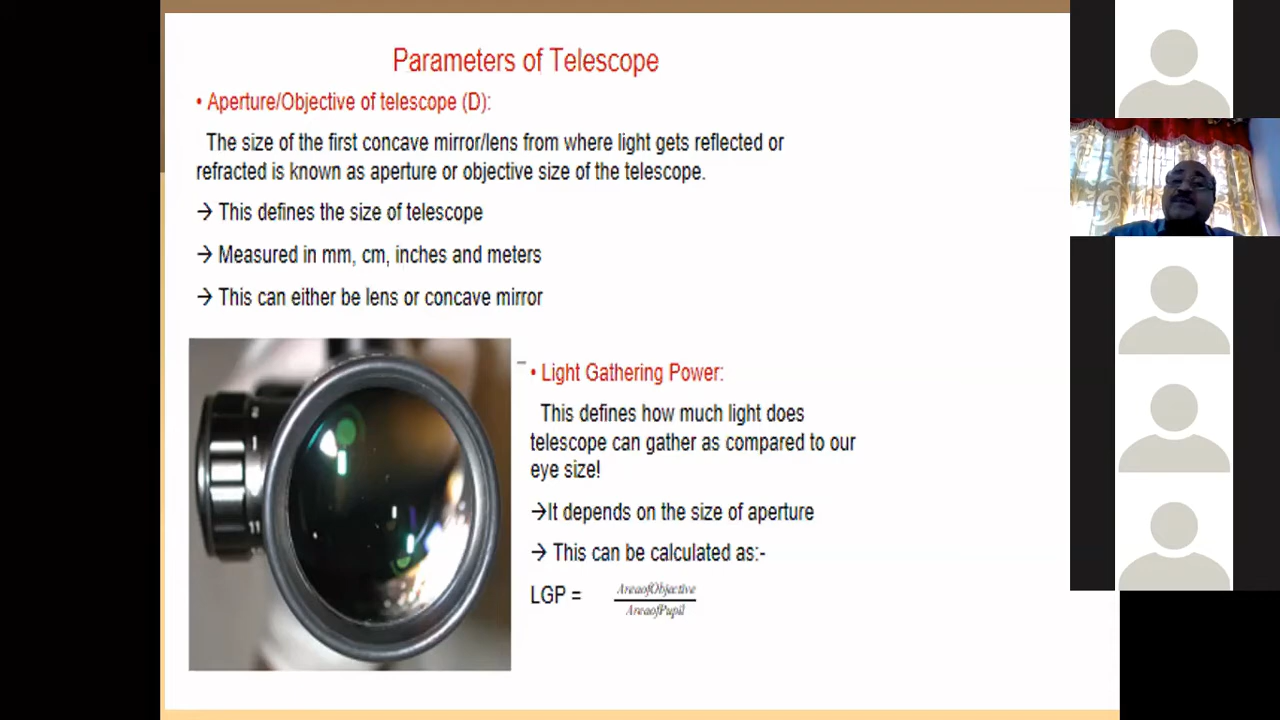 Parameters of Telescope
• Aperture/Objective of telescope (D):
The size of the first concave mirror/lens from where light gets reflected or
refracted is known as aperture or objective size of the telescope.
→ This defines the size of telescope
→ Measured in mm, cm, inches and meters
→ This can either be lens or concave mirror
• Light Gathering Power:
This defines how much light does
telescope can gather as compared to our
eye size!
→It depends on the size of aperture
→ This can be calculated as:-
LGP = AreaofObjective
AreaofPupil